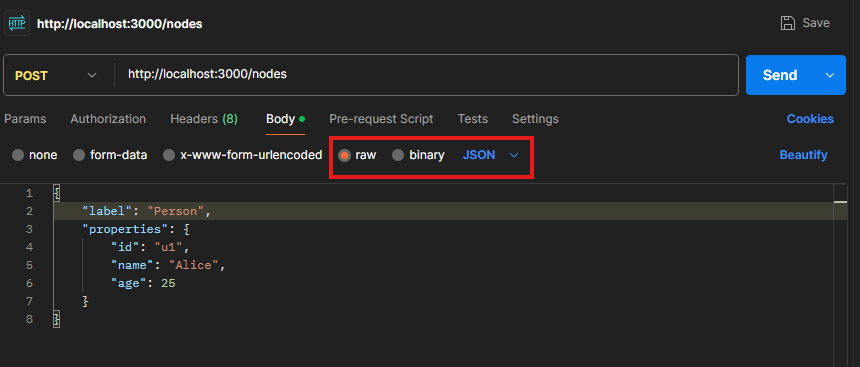 HTTP http://localhost:3000/nodes Save
POST http://localhost:3000/nodes Send
Params Authorization Headers (8) Body Pre-request Script Tests Settings Cookies
none form-data x-www-form-urlencoded raw binary JSON Beautify
1 {
2 "label": "Person",
3 "properties": {
4 "id": "u1",
5 "name": "Alice",
6 "age": 25
7 }
8 }